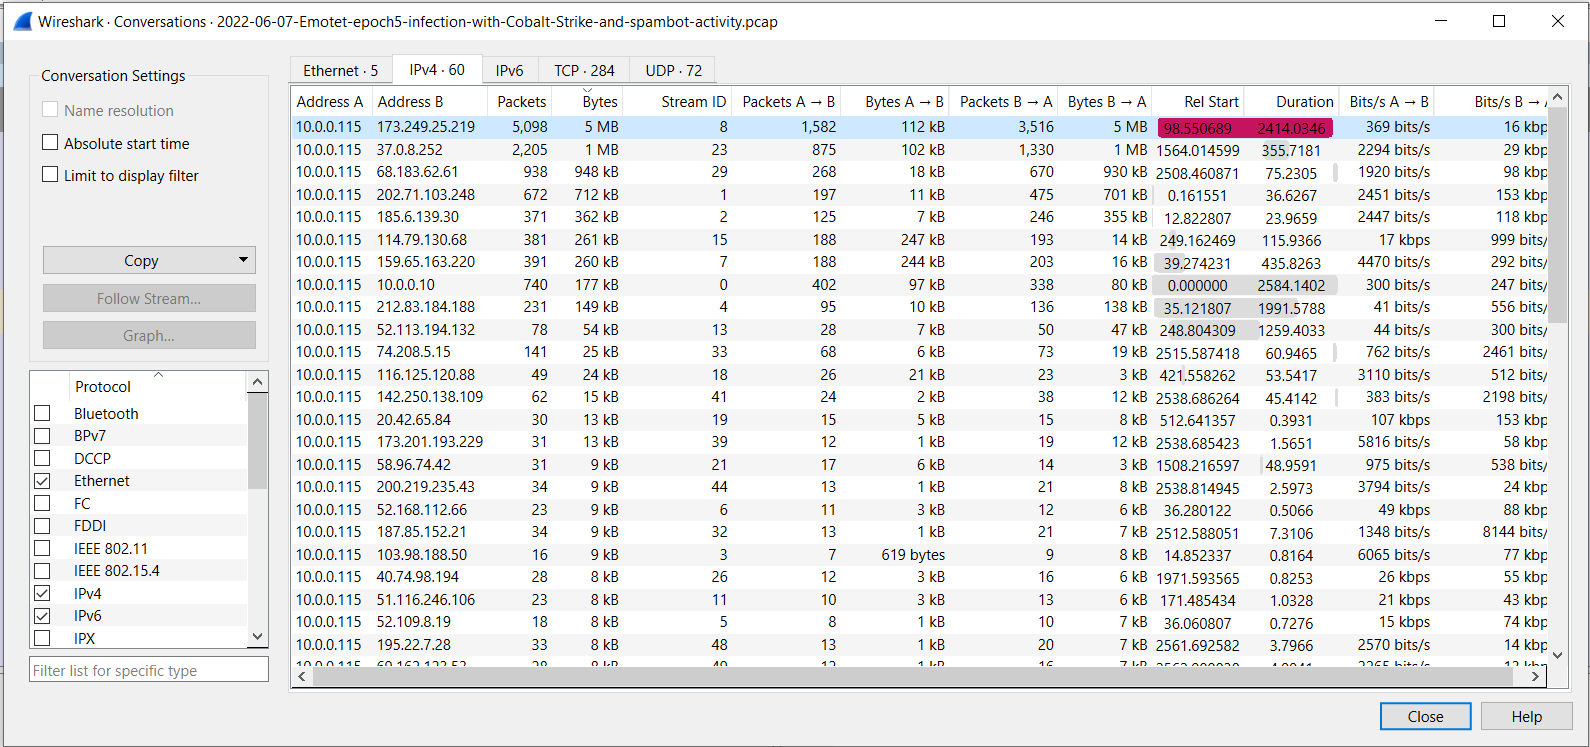 Wireshark · Conversations · 2022-06-07-Emotet-epoch5-infection-with-Cobalt-Strike-and-spambot-activity.pcap
Conversation Settings
Name resolution
Absolute start time
Limit to display filter
Copy
Follow Stream...
Graph...
Protocol
Bluetooth
BPv7
DCCP
Ethernet
FC
FDDI
IEEE 802.11
IEEE 802.15.4
IPv4
IPv6
IPX
Filter list for specific type
Ethernet · 5 IPv4 · 60 IPv6 TCP · 284 UDP · 72
Address A Address B Packets Bytes Stream ID Packets A → B Bytes A → B Packets B → A Bytes B → A Rel Start Duration Bits/s A → B Bits/s B → A
10.0.0.115 173.249.25.219 5,098 5 MB 8 1,582 112 kB 3,516 5 MB 98.550689 2414.0346 369 bits/s 16 kbp
10.0.0.115 37.0.8.252 2,205 1 MB 23 875 102 kB 1,330 1 MB 1564.014599 355.7181 2294 bits/s 29 kbp
10.0.0.115 68.183.62.61 938 948 kB 29 268 18 kB 670 930 kB 2508.460871 75.2305 1920 bits/s 98 kbp
10.0.0.115 202.71.103.248 672 712 kB 1 197 11 kB 475 701 kB 0.161551 36.6267 2451 bits/s 153 kbp
10.0.0.115 185.6.139.30 371 362 kB 2 125 7 kB 246 355 kB 12.822807 23.9659 2447 bits/s 118 kbp
10.0.0.115 114.79.130.68 381 261 kB 15 188 247 kB 193 14 kB 249.162469 115.9366 17 kbps 999 bits/
10.0.0.115 159.65.163.220 391 260 kB 7 188 244 kB 203 16 kB 39.274231 435.8263 4470 bits/s 292 bits/
10.0.0.115 10.0.0.10 740 177 kB 0 402 97 kB 338 80 kB 0.000000 2584.1402 300 bits/s 247 bits/
10.0.0.115 212.83.184.188 231 149 kB 4 95 10 kB 136 138 kB 35.121807 1991.5788 41 bits/s 556 bits/
10.0.0.115 52.113.194.132 78 54 kB 13 28 7 kB 50 47 kB 248.804309 1259.4033 44 bits/s 300 bits/
10.0.0.115 74.208.5.15 141 25 kB 33 68 6 kB 73 19 kB 2515.587418 60.9465 762 bits/s 2461 bits/
10.0.0.115 116.125.120.88 49 24 kB 18 26 21 kB 23 3 kB 421.558262 53.5417 3110 bits/s 512 bits/
10.0.0.115 142.250.138.109 62 15 kB 41 24 2 kB 38 12 kB 2538.686264 45.4142 383 bits/s 2198 bits/
10.0.0.115 20.42.65.84 30 13 kB 19 15 5 kB 15 8 kB 512.641357 0.3931 107 kbps 153 kbp
10.0.0.115 173.201.193.229 31 13 kB 39 12 1 kB 19 12 kB 2538.685423 1.5651 5816 bits/s 58 kbp
10.0.0.115 58.96.74.42 31 9 kB 21 17 6 kB 14 3 kB 1508.216597 48.9591 975 bits/s 538 bits/
10.0.0.115 200.219.235.43 34 9 kB 44 13 1 kB 21 8 kB 2538.814945 2.5973 3794 bits/s 24 kbp
10.0.0.115 52.168.112.66 23 9 kB 6 11 3 kB 12 6 kB 36.280122 0.5066 49 kbps 88 kbp
10.0.0.115 187.85.152.21 34 9 kB 32 13 1 kB 21 7 kB 2512.588051 7.3106 1348 bits/s 8144 bits/
10.0.0.115 103.98.188.50 16 9 kB 3 7 619 bytes 9 8 kB 14.852337 0.8164 6065 bits/s 77 kbp
10.0.0.115 40.74.98.194 28 8 kB 26 12 3 kB 16 6 kB 1971.593565 0.8253 26 kbps 55 kbp
10.0.0.115 51.116.246.106 23 8 kB 11 10 3 kB 13 6 kB 171.485434 1.0328 21 kbps 43 kbp
10.0.0.115 52.109.8.19 18 8 kB 5 8 1 kB 10 7 kB 36.060807 0.7276 15 kbps 74 kbp
10.0.0.115 195.22.7.28 33 8 kB 48 13 1 kB 20 7 kB 2561.692582 3.7966 2570 bits/s 14 kbp
Close Help